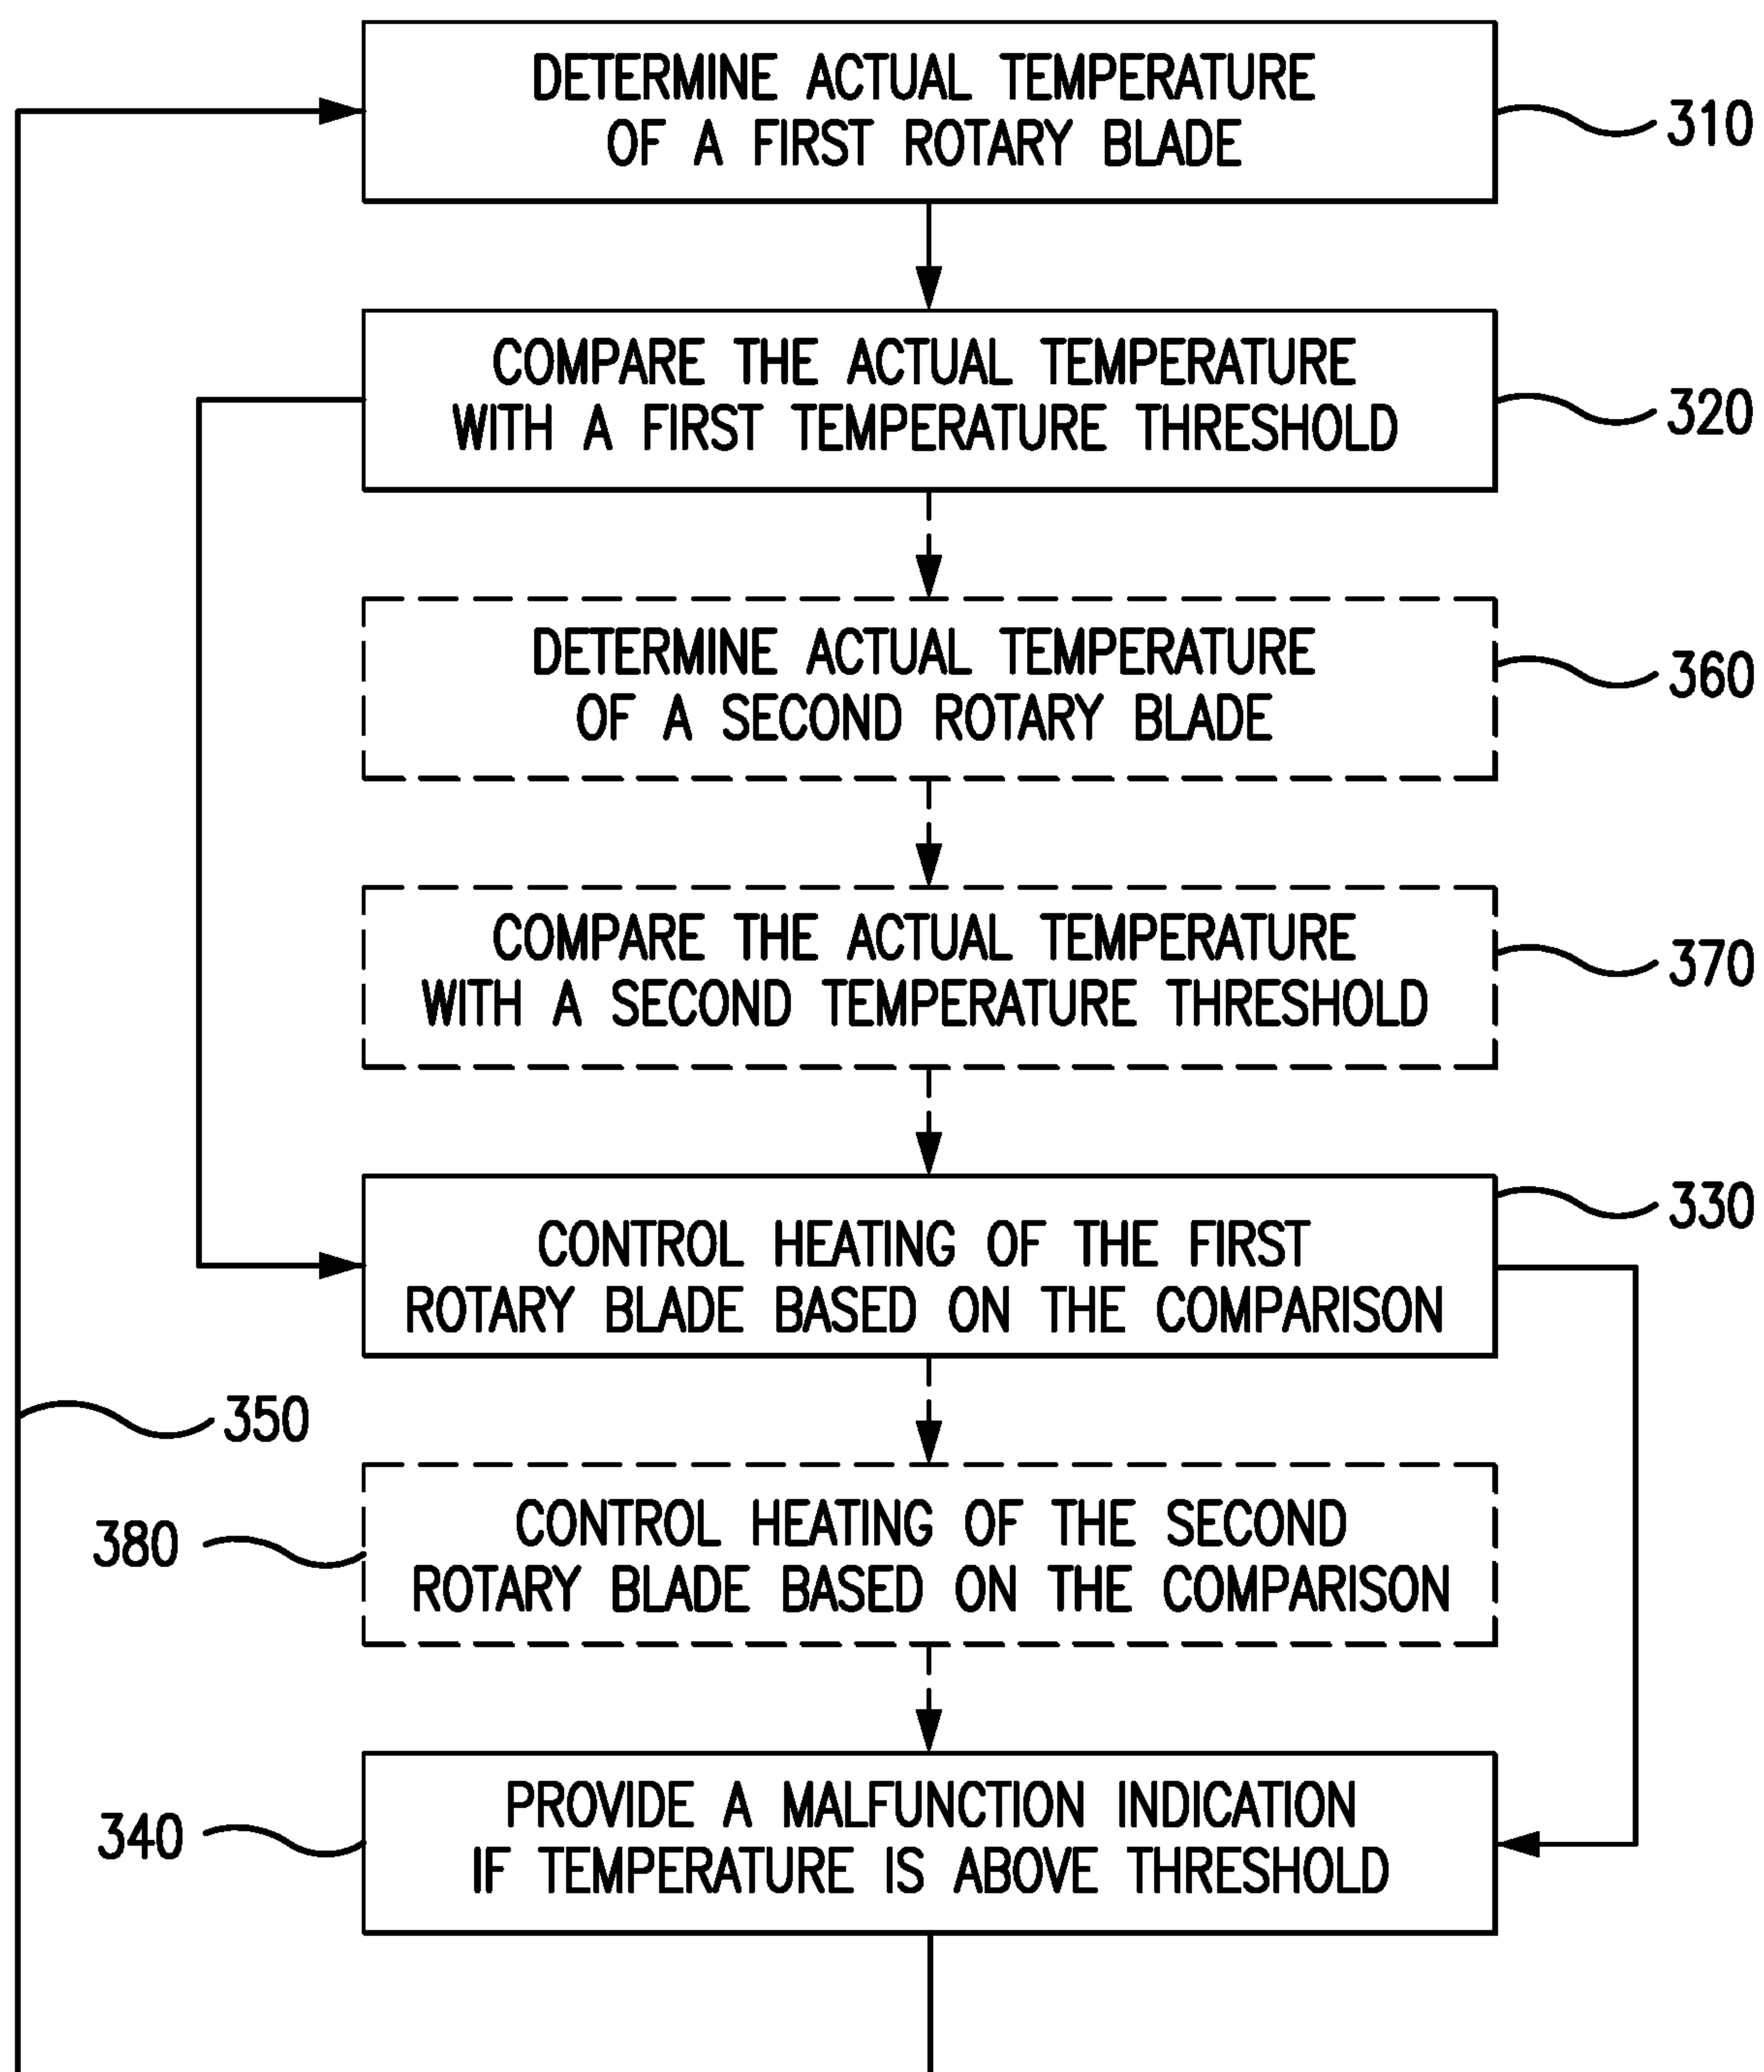 DETERMINE ACTUAL TEMPERATURE
OF A FIRST ROTARY BLADE
310
COMPARE THE ACTUAL TEMPERATURE
WITH A FIRST TEMPERATURE THRESHOLD
320
DETERMINE ACTUAL TEMPERATURE
OF A SECOND ROTARY BLADE
360
COMPARE THE ACTUAL TEMPERATURE
WITH A SECOND TEMPERATURE THRESHOLD
370
CONTROL HEATING OF THE FIRST
ROTARY BLADE BASED ON THE COMPARISON
330
350
CONTROL HEATING OF THE SECOND
ROTARY BLADE BASED ON THE COMPARISON
380
PROVIDE A MALFUNCTION INDICATION
IF TEMPERATURE IS ABOVE THRESHOLD
340